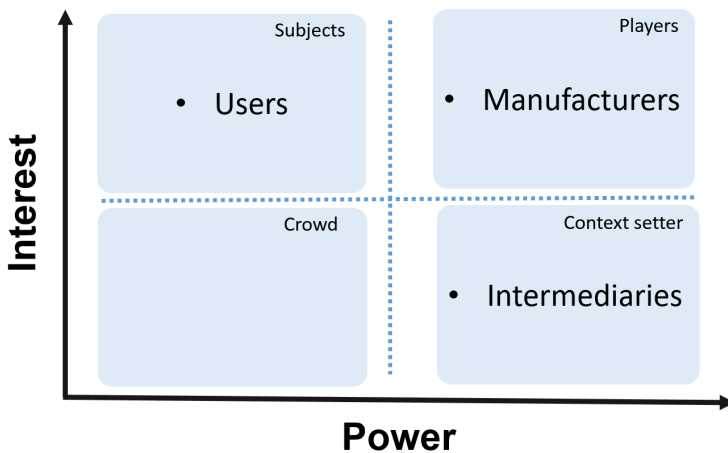 Interest
Subjects
• Users
Players
• Manufacturers
Crowd
Context setter
• Intermediaries
Power